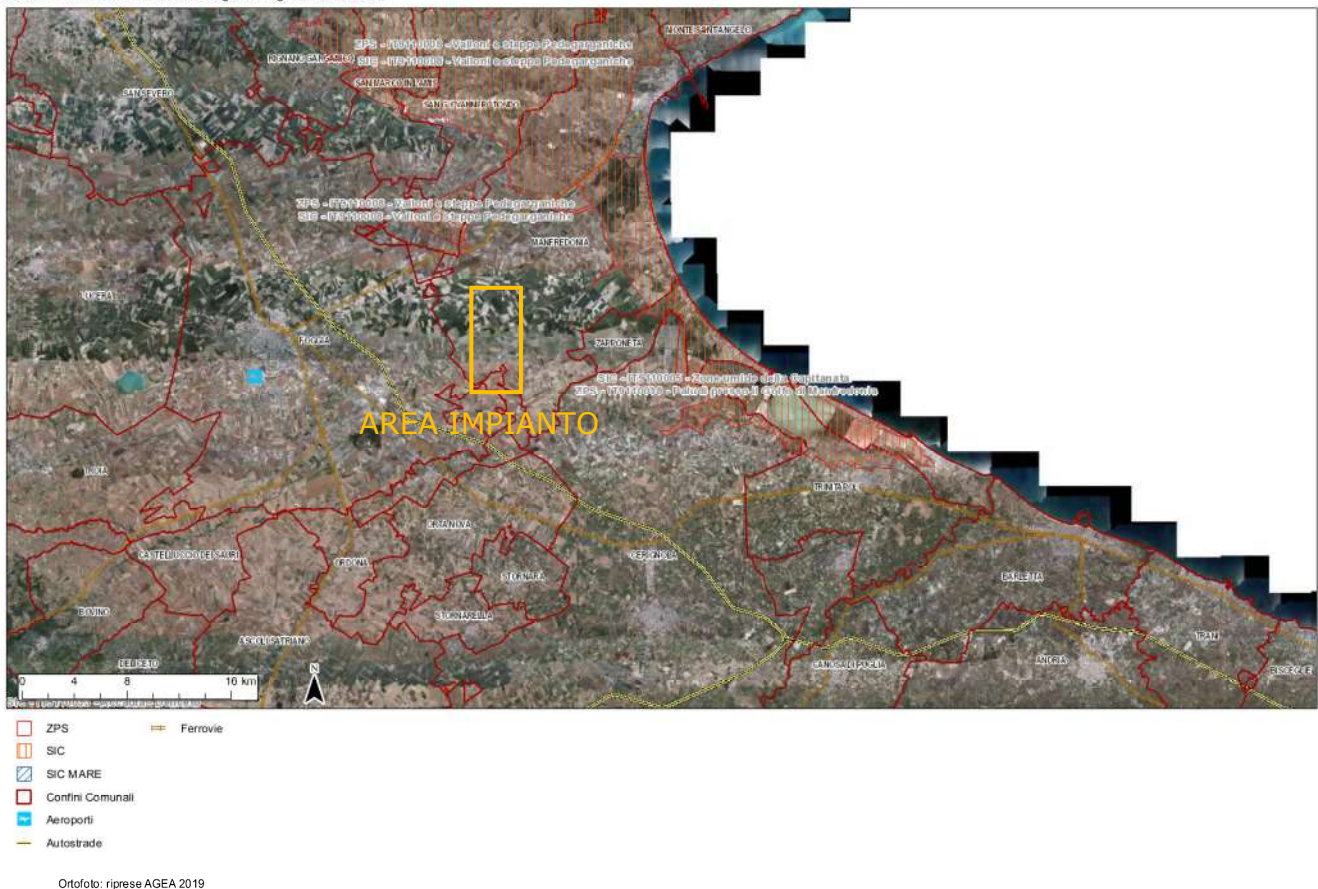 MONTE SANT'ANGELO
ZPS - IT9110008 - Valloni e steppe Pedegarganiche
SIC - IT9110008 - Valloni e steppe Pedegarganiche
RIGNANO GARGANICO
SAN MARCO IN LAMIS
SAN SEVERO
SAN GIOVANNI ROTONDO
ZPS - IT9110008 - Valloni e steppe Pedegarganiche
SIC - IT9110008 - Valloni e steppe Pedegarganiche
MANFREDONIA
LUCERA
FOGGIA
ZAPPONETA
SIC - IT9110005 - Zone umide della Capitanata
ZPS - IT9110038 - Paludi presso il Golfo di Manfredonia
AREA IMPIANTO
TROIA
TRINITAPOLI
ORTA NOVA
CASTELLUCCIO DEI SAURI
ORDONA
CERIGNOLA
STORNARA
BARLETTA
BOVINO
STORNARELLA
ASCOLI SATRIANO
TRANI
DELICETO
CANOSA DI PUGLIA
ANDRIA
BISCEGLIE
N
0 4 8 16 km
ZPS
Ferrovie
SIC
SIC MARE
Confini Comunali
Aeroporti
Autostrade
Ortofoto: riprese AGEA 2019